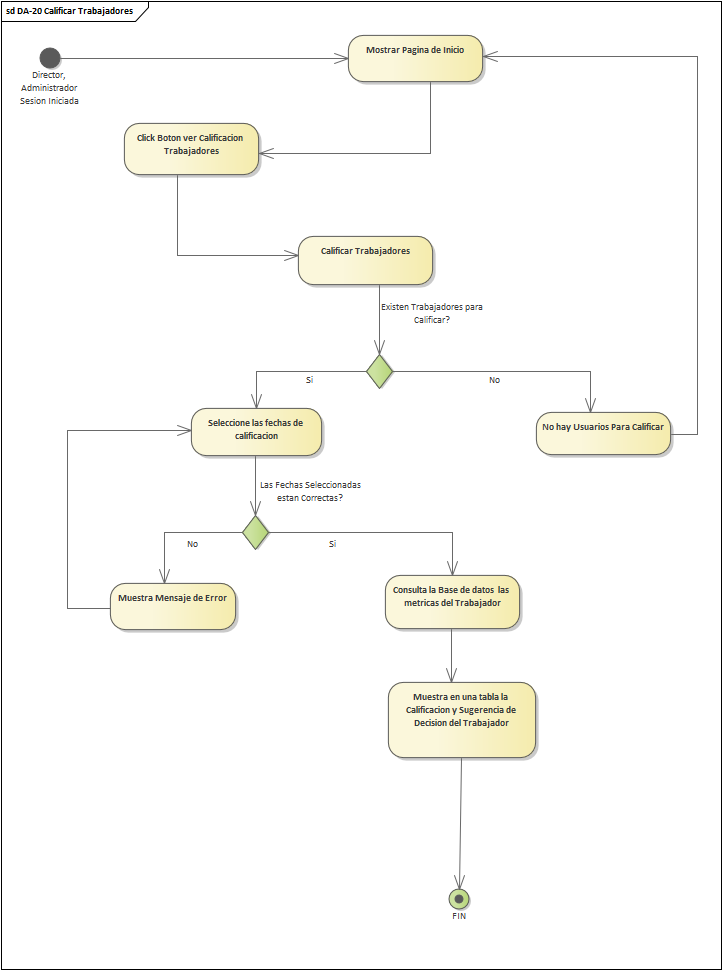 sd DA-20 Calificar Trabajadores
Mostrar Pagina de Inicio
Director,
Administrador
Sesion Iniciada
Click Boton ver Calificacion
Trabajadores
Calificar Trabajadores
Existen Trabajadores para
Calificar?
Si
No
Seleccione las fechas de
calificacion
No hay Usuarios Para Calificar
Las Fechas Seleccionadas
estan Correctas?
No
Si
Muestra Mensaje de Error
Consulta la Base de datos  las
metricas del Trabajador
Muestra en una tabla la
Calificacion y Sugerencia de
Decision del Trabajador
FIN